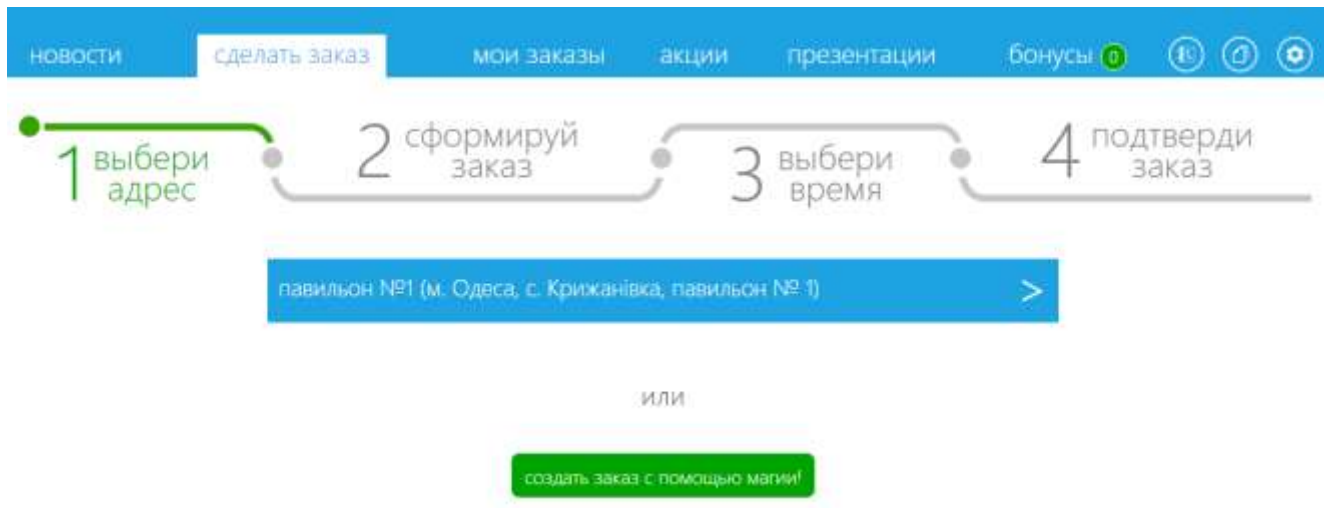 новости сделать заказ мои заказы акции презентации бонусы 0
1 выбери адрес
2 сформируй заказ
3 выбери время
4 подтверди заказ
павильон №1 (м. Одеса, с. Крижанівка, павильон № 1) >
или
создать заказ с помощью магии!